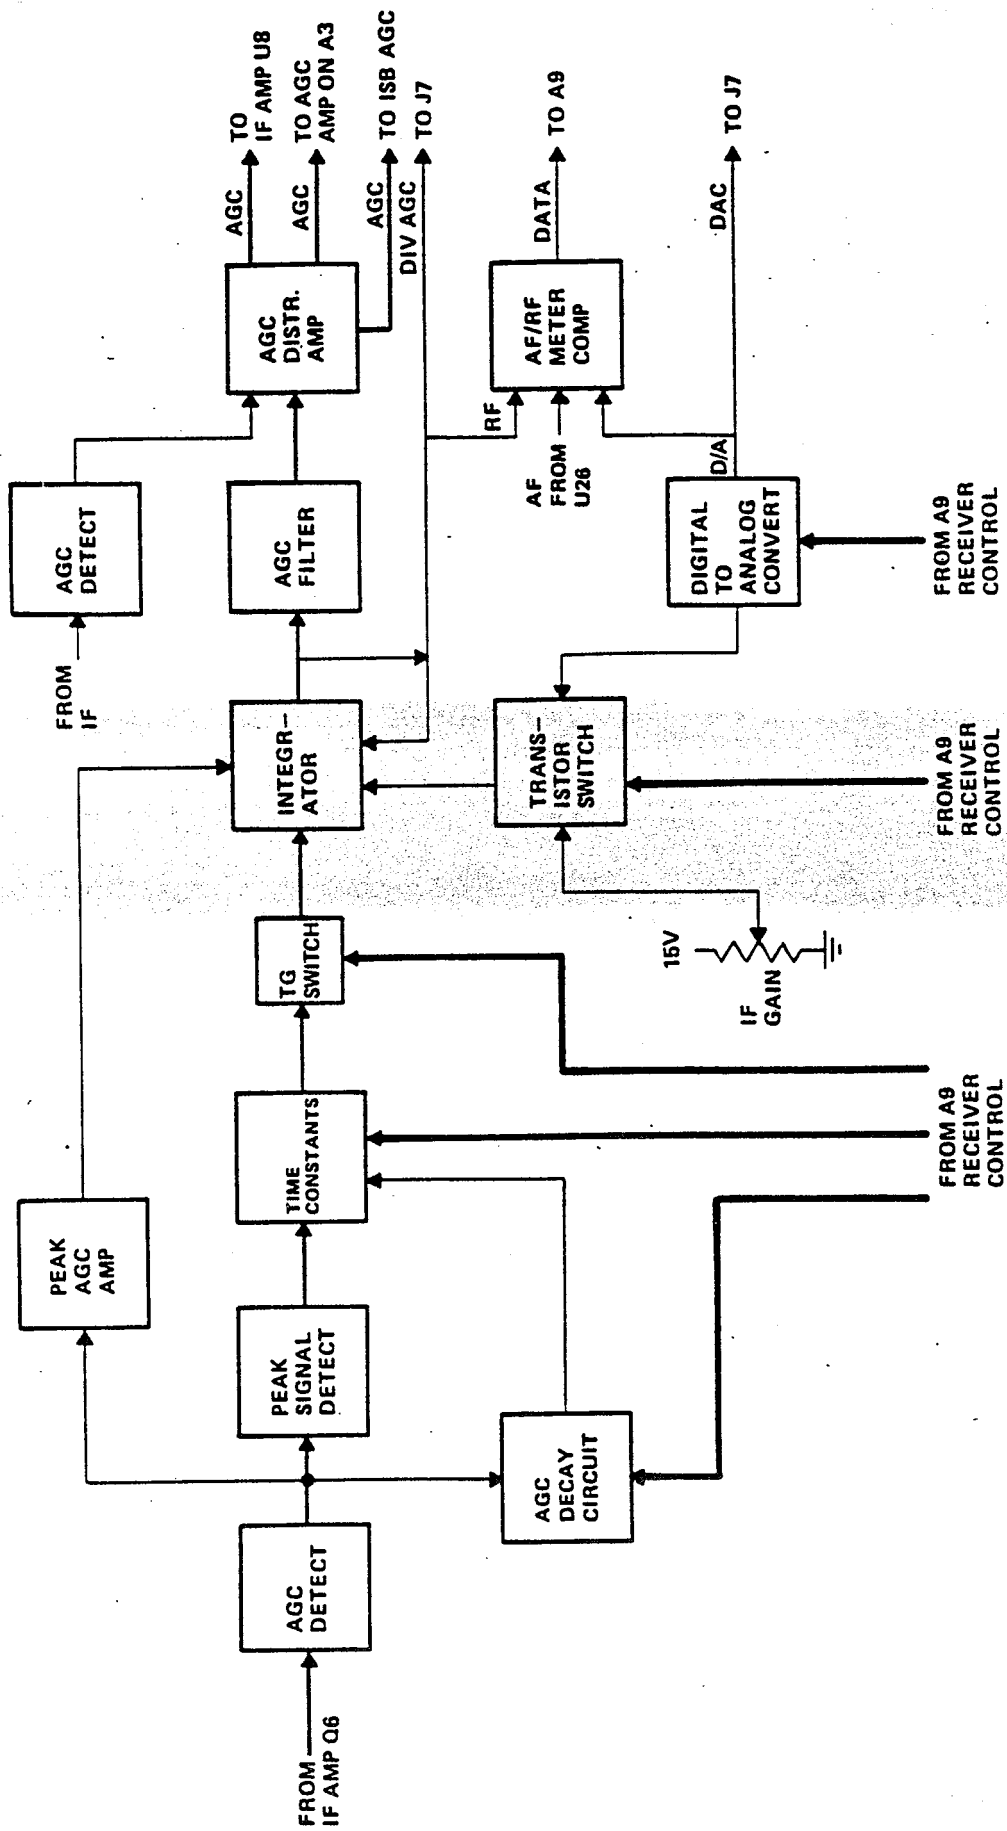 FROM
IF AMP Q6
AGC
DETECT
PEAK
AGC
AMP
PEAK
SIGNAL
DETECT
AGC
DECAY
CIRCUIT
TIME
CONSTANTS
TG
SWITCH
FROM A9
RECEIVER
CONTROL
15V
IF
GAIN
INTEGR–
ATOR
TRANS–
ISTOR
SWITCH
FROM A9
RECEIVER
CONTROL
FROM
IF
AGC
DETECT
AGC
FILTER
DIGITAL
TO
ANALOG
CONVERT
D/A
FROM A9
RECEIVER
CONTROL
AGC
DISTR.
AMP
RF
AF
FROM
U26
AF/RF
METER
COMP
AGC
TO
IF AMP U8
AGC
TO AGC
AMP ON A3
AGC
TO ISB AGC
DIV AGC
TO J7
DATA
TO A9
DAC
TO J7